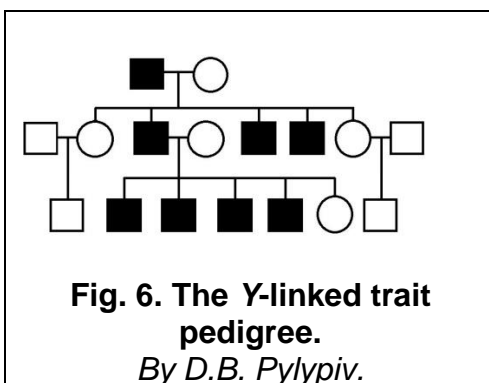 Fig. 6. The Y-linked trait
pedigree.
By D.B. Pylypiv.